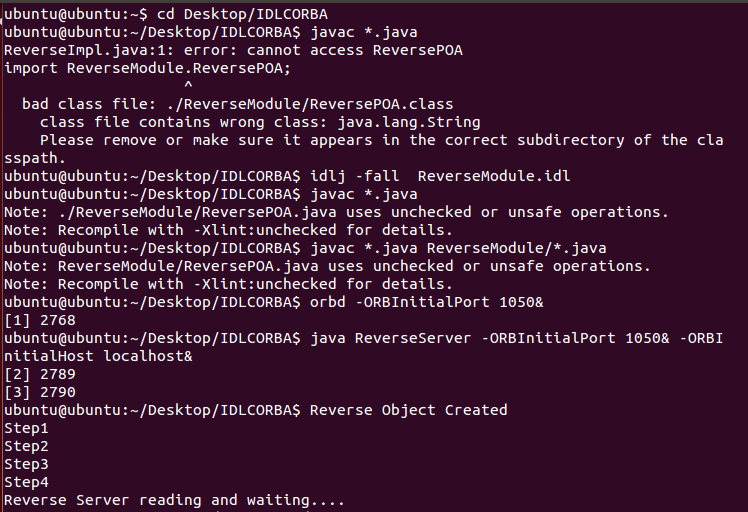 ubuntu@ubuntu:~$ cd Desktop/IDLCORBA
ubuntu@ubuntu:~/Desktop/IDLCORBA$ javac *.java
ReverseImpl.java:1: error: cannot access ReversePOA
import ReverseModule.ReversePOA;
^
bad class file: ./ReverseModule/ReversePOA.class
class file contains wrong class: java.lang.String
Please remove or make sure it appears in the correct subdirectory of the cla
sspath.
ubuntu@ubuntu:~/Desktop/IDLCORBA$ idlj -fall  ReverseModule.idl
ubuntu@ubuntu:~/Desktop/IDLCORBA$ javac *.java
Note: ./ReverseModule/ReversePOA.java uses unchecked or unsafe operations.
Note: Recompile with -Xlint:unchecked for details.
ubuntu@ubuntu:~/Desktop/IDLCORBA$ javac *.java ReverseModule/*.java
Note: ReverseModule/ReversePOA.java uses unchecked or unsafe operations.
Note: Recompile with -Xlint:unchecked for details.
ubuntu@ubuntu:~/Desktop/IDLCORBA$ orbd -ORBInitialPort 1050&
[1] 2768
ubuntu@ubuntu:~/Desktop/IDLCORBA$ java ReverseServer -ORBInitialPort 1050& -ORBI
nitialHost localhost&
[2] 2789
[3] 2790
ubuntu@ubuntu:~/Desktop/IDLCORBA$ Reverse Object Created
Step1
Step2
Step3
Step4
Reverse Server reading and waiting....